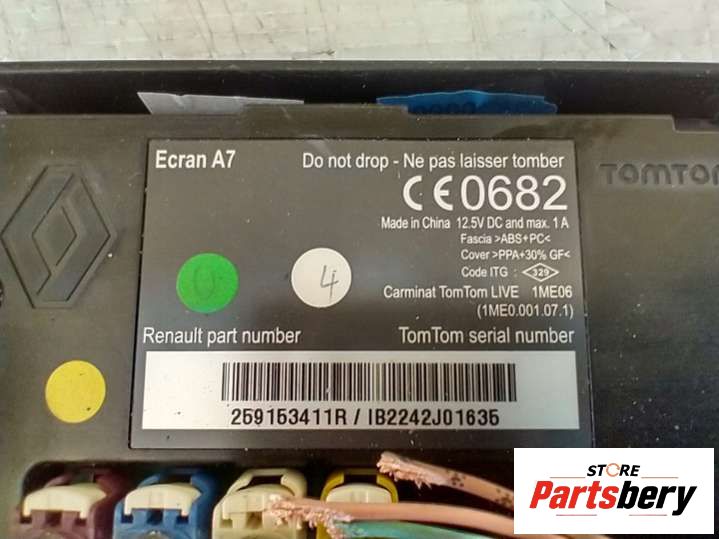 Ecran A7
Do not drop - Ne pas laisser tomber
CE0682
Made in China 12.5V DC and max. 1 A
Fascia >ABS+PC<
Cover >PPA+30% GF<
Code ITG : 329
Carminat TomTom LIVE 1ME06
(1ME0.001.07.1)
TOMTOM
0
4
Renault part number
TomTom serial number
259153411R / IB2242J01635
STORE
Partsbery